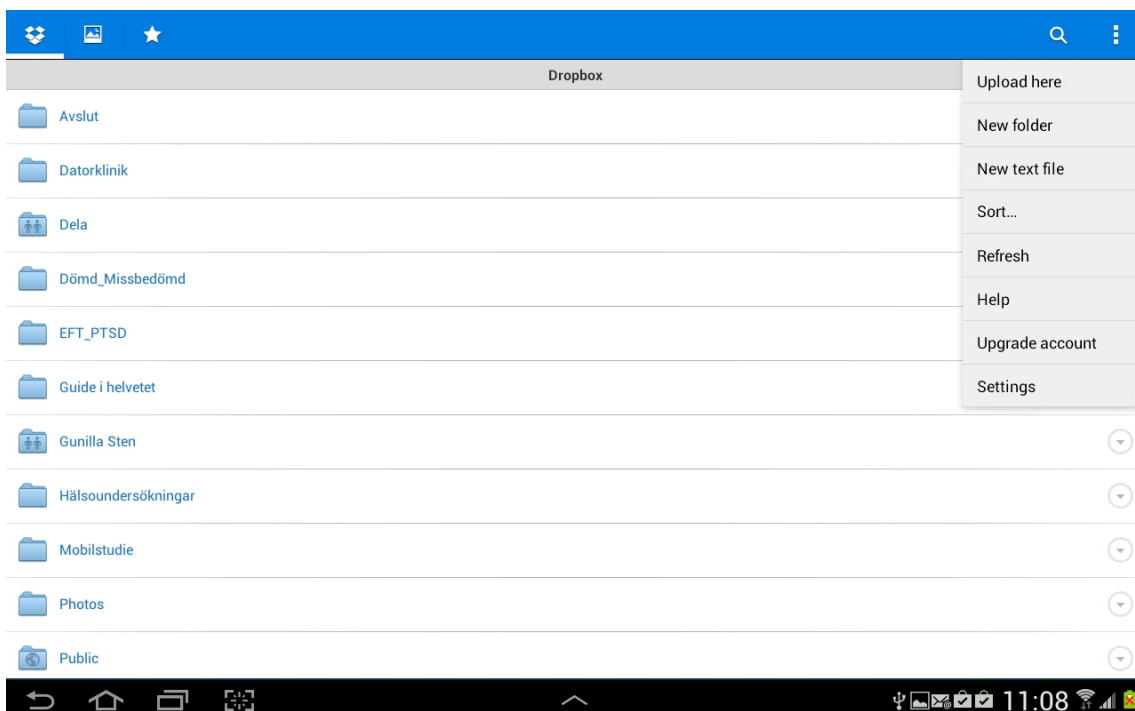 Dropbox
Avslut
Datorklinik
Dela
Dömd_Missbedömd
EFT_PTSD
Guide i helvetet
Gunilla Sten
Hälsoundersökningar
Mobilstudie
Photos
Public
Upload here
New folder
New text file
Sort...
Refresh
Help
Upgrade account
Settings
11:08